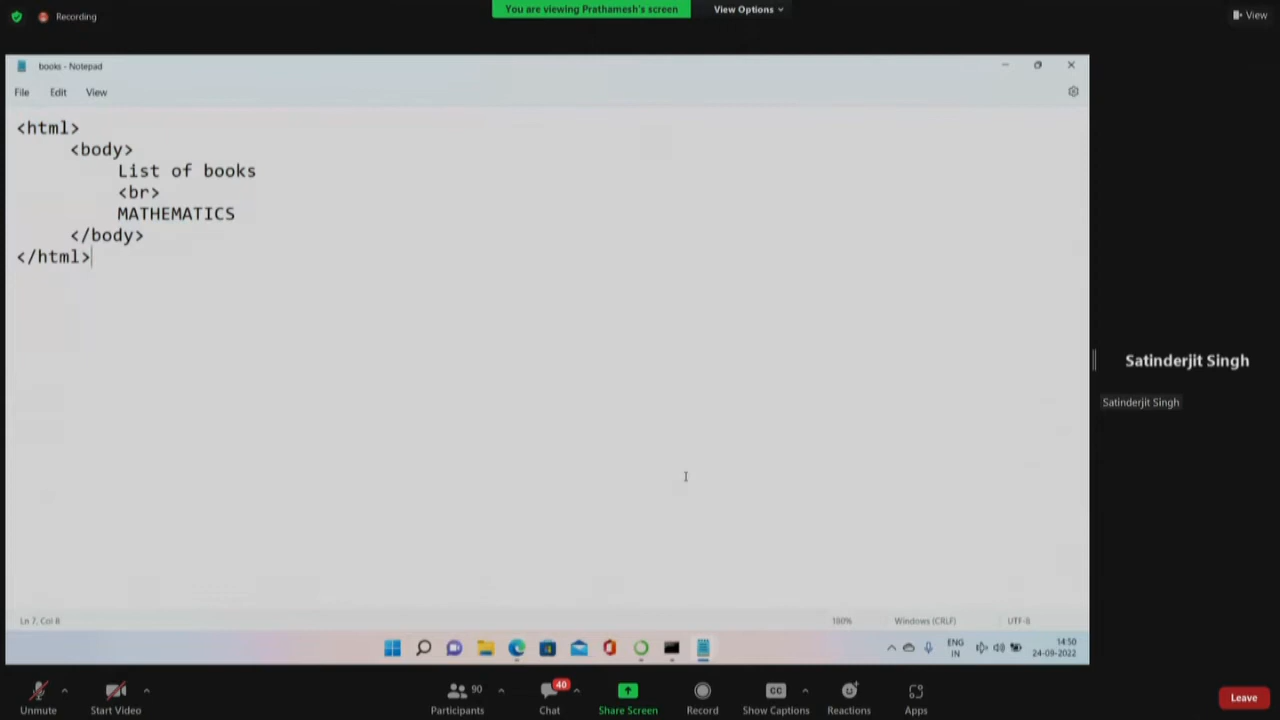 Recording
You are viewing Prathamesh's screen
View Options
View
books - Notepad
File Edit View
<html>
<body>
List of books
<br>
MATHEMATICS
</body>
</html>
Satinderjit Singh
Satinderjit Singh
Ln 7, Col 8
100%
Windows (CRLF)
UTF-8
ENG
IN
14:50
24-09-2022
Unmute
Start Video
90
Participants
40
Chat
Share Screen
Record
CC
Show Captions
Reactions
Apps
Leave